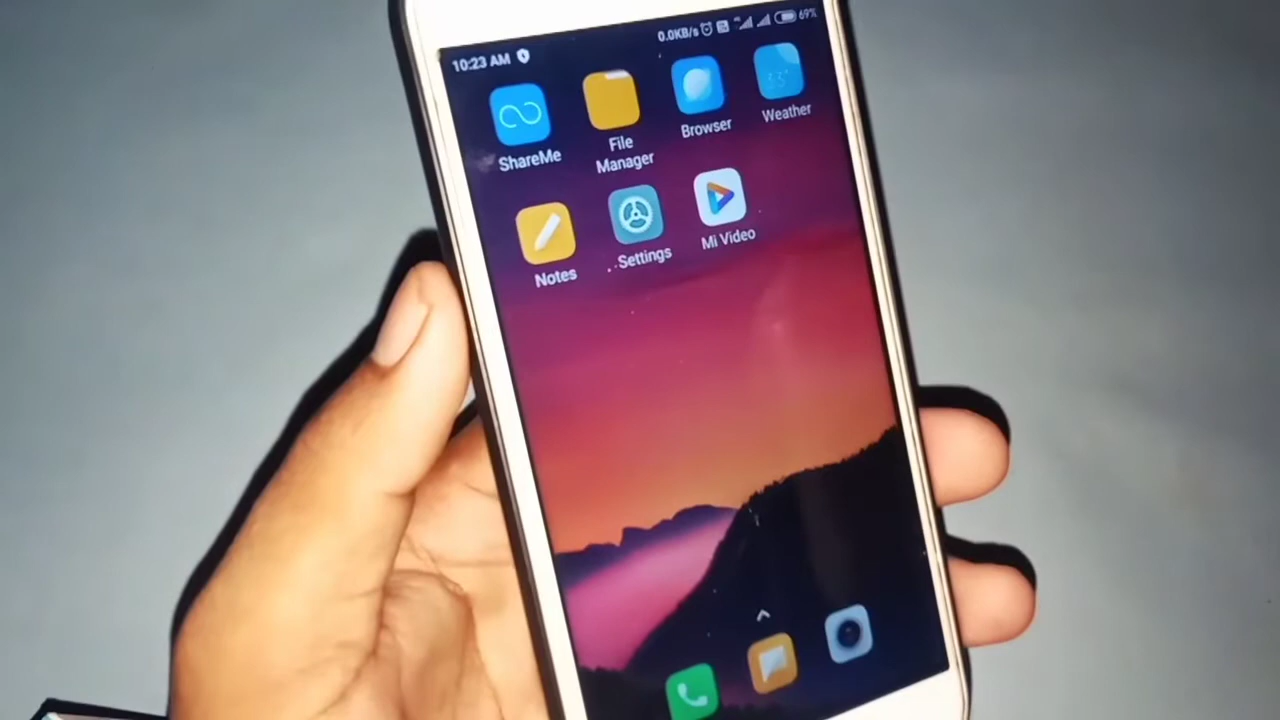 10:23 AM
0.0KB/s
69%
ShareMe
File
Manager
Browser
Weather
Notes
Settings
Mi Video